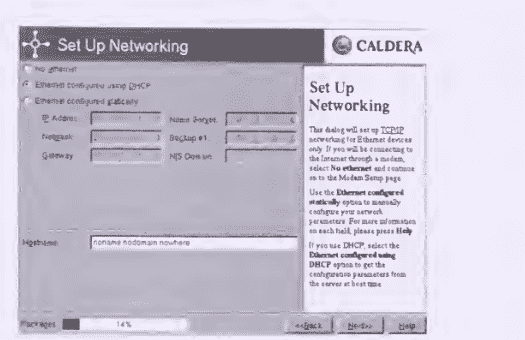 Set Up Networking
CALDERA
No ethernet
Ethernet configured using DHCP
Ethernet configured statically
IP Address
Name Server
Netmask
Backup #1
Gateway
NIS Domain
Hostname
noname nodomain nowhere
Packages
14%
Set Up
Networking
This dialog will set up TCP/IP
networking for Ethernet devices
only. If you will be connecting to
the Internet through a modem,
select No ethernet and continue
on to the Modem Setup page
Use the Ethernet configured
statically option to manually
configure your network
parameters. For more information
on each field, please press Help
If you use DHCP, select the
Ethernet configured using
DHCP option to get the
configuration parameters from
the server at boot time
<<Back
Next>>
Help